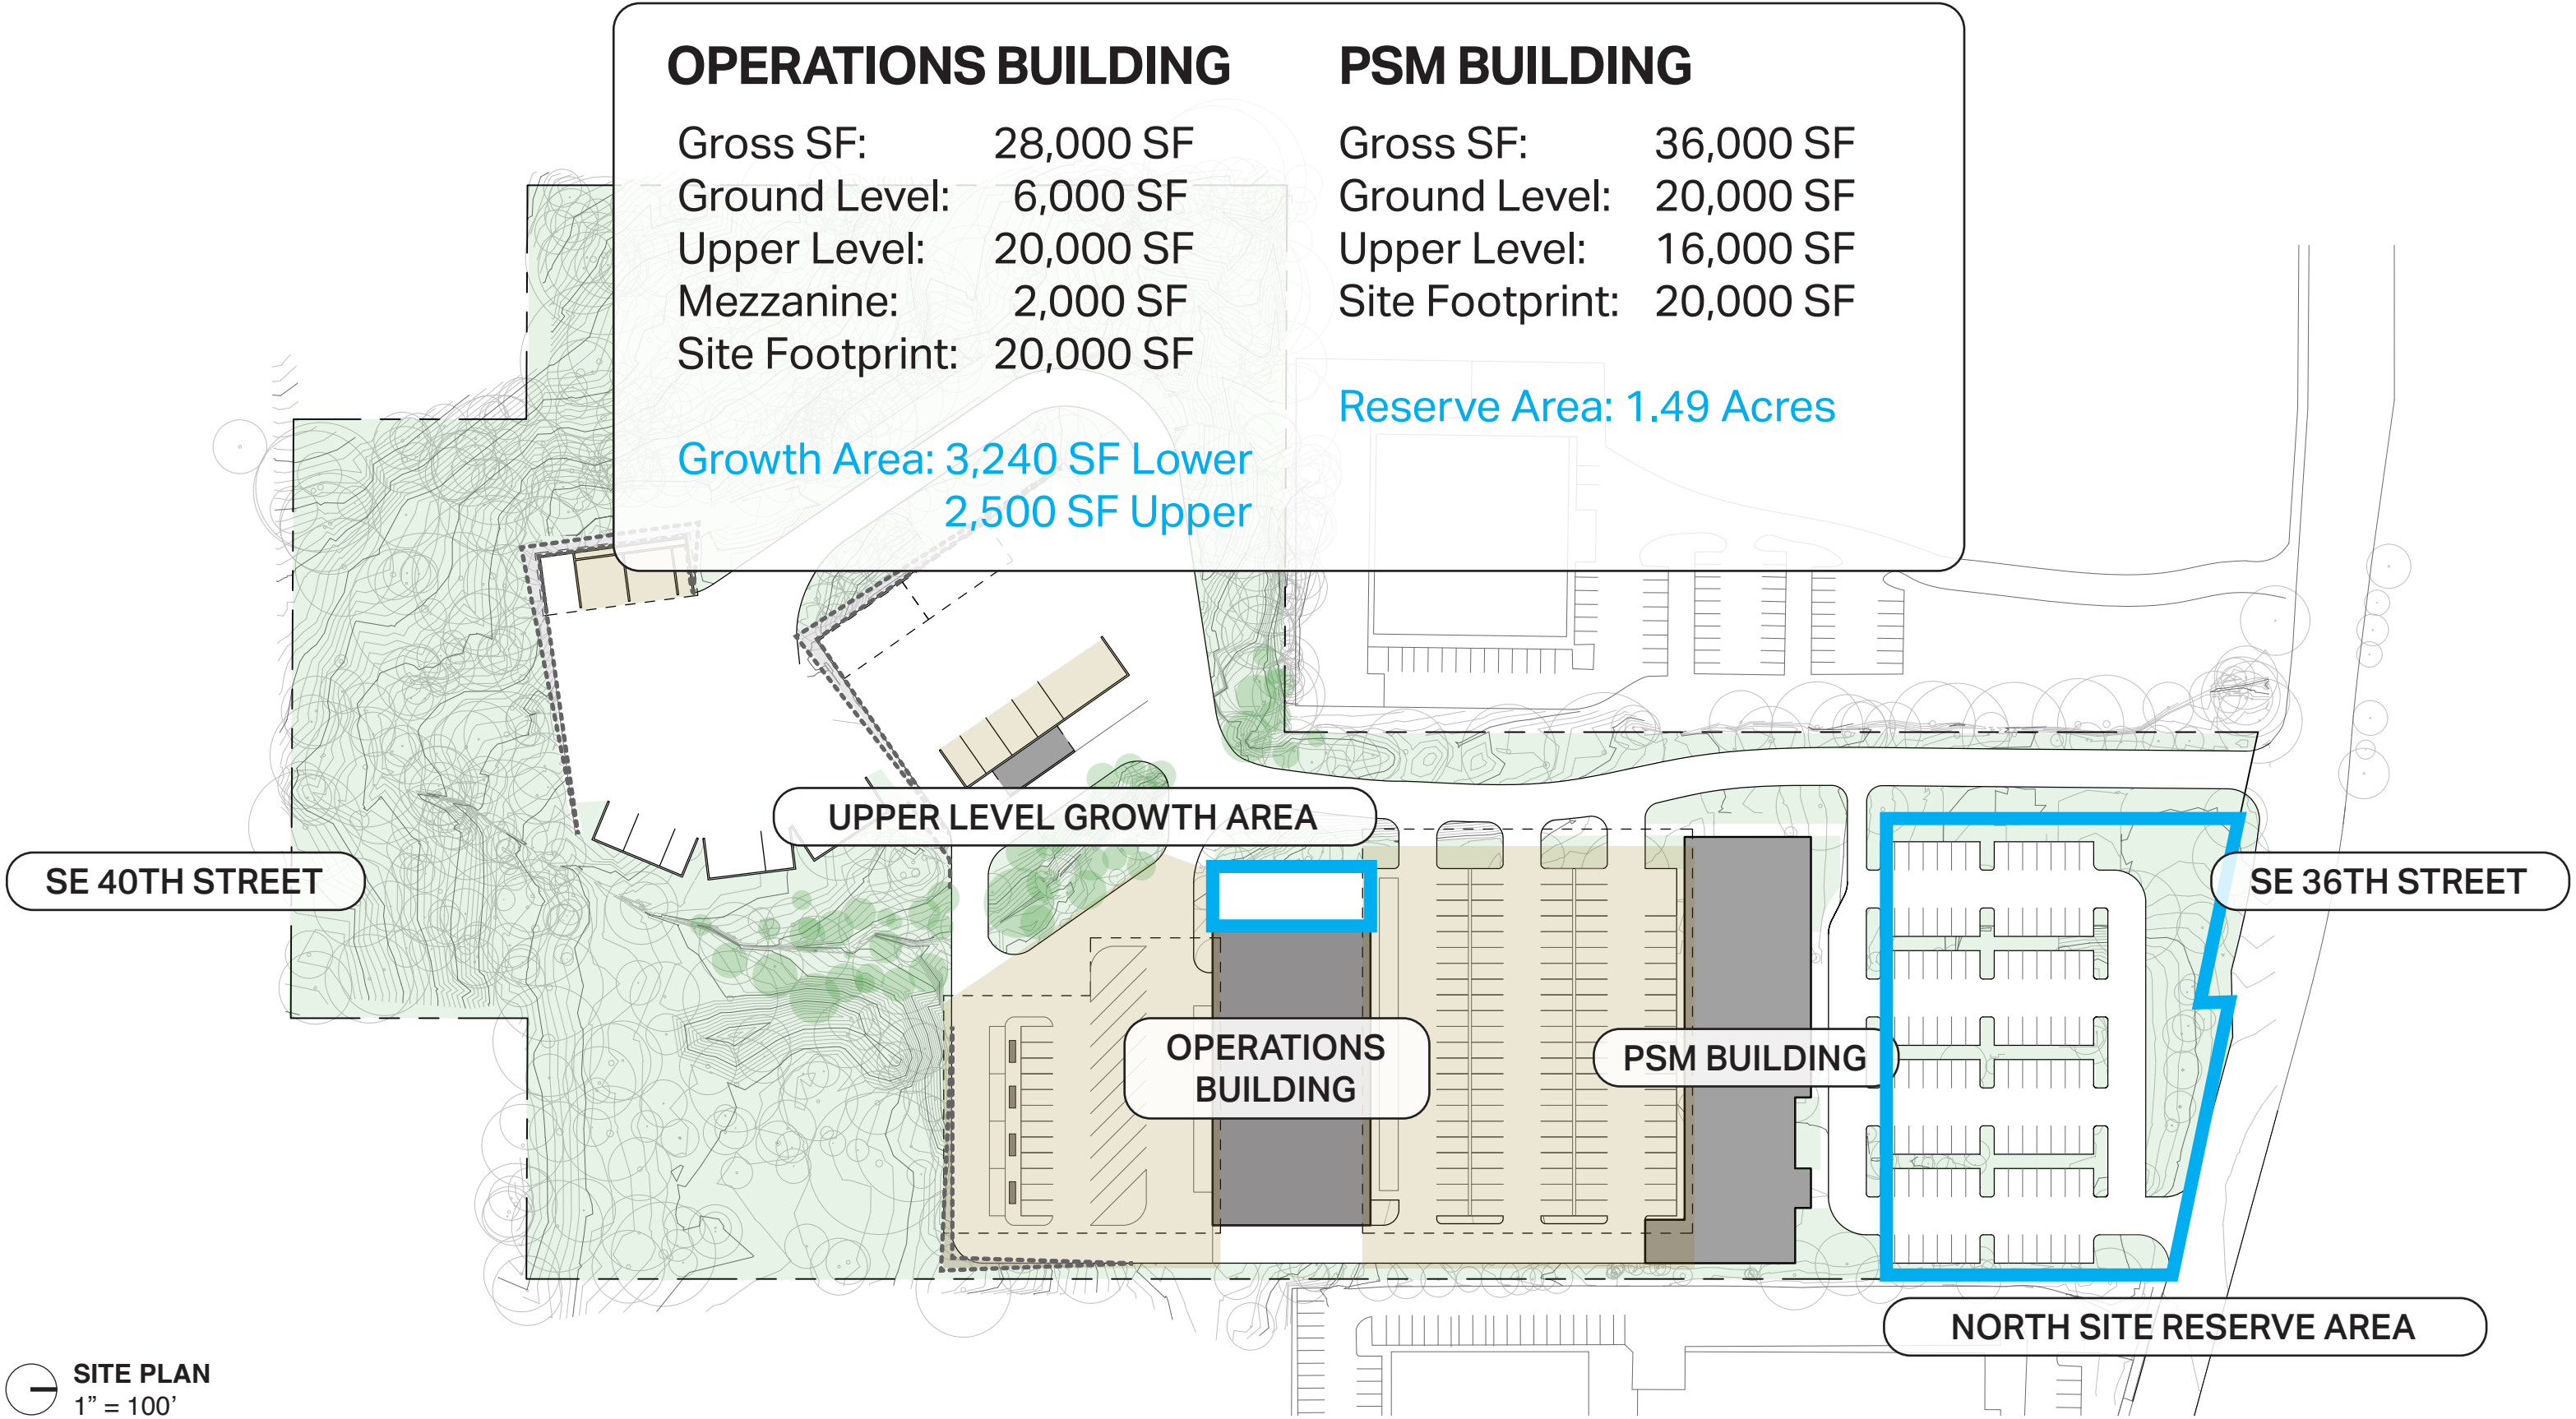 OPERATIONS BUILDING
Gross SF: 28,000 SF
Ground Level: 6,000 SF
Upper Level: 20,000 SF
Mezzanine: 2,000 SF
Site Footprint: 20,000 SF
Growth Area: 3,240 SF Lower
2,500 SF Upper
PSM BUILDING
Gross SF: 36,000 SF
Ground Level: 20,000 SF
Upper Level: 16,000 SF
Site Footprint: 20,000 SF
Reserve Area: 1.49 Acres
UPPER LEVEL GROWTH AREA
SE 40TH STREET
SE 36TH STREET
OPERATIONS
BUILDING
PSM BUILDING
NORTH SITE RESERVE AREA
SITE PLAN
1” = 100’